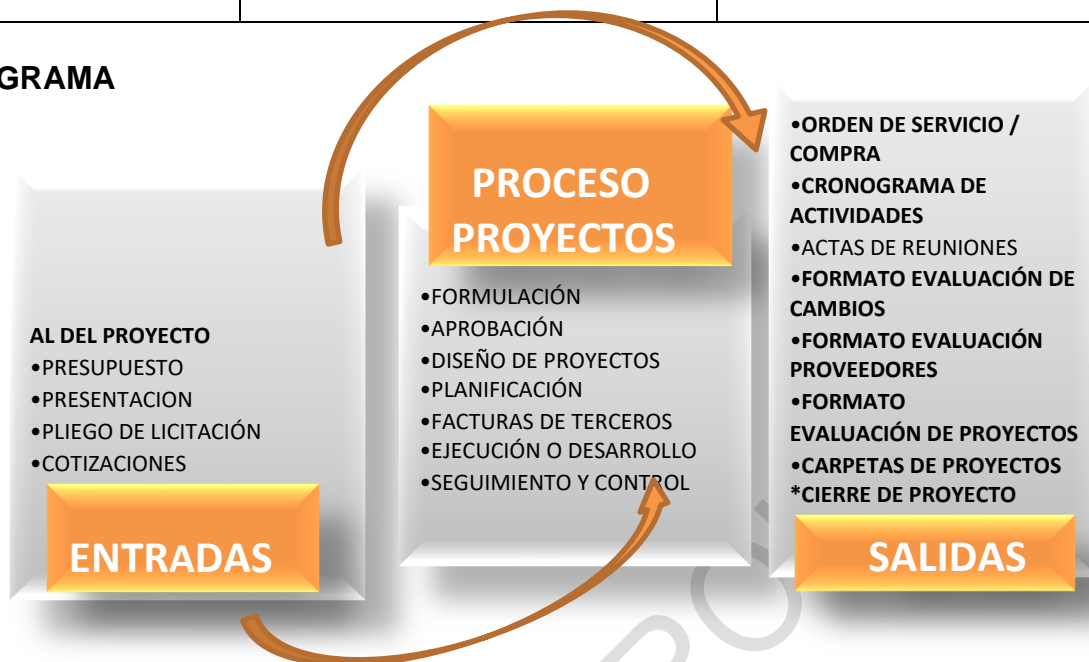 GRAMA
AL DEL PROYECTO
•PRESUPUESTO
•PRESENTACION
•PLIEGO DE LICITACIÓN
•COTIZACIONES
ENTRADAS
PROCESO
PROYECTOS
•FORMULACIÓN
•APROBACIÓN
•DISEÑO DE PROYECTOS
•PLANIFICACIÓN
•FACTURAS DE TERCEROS
•EJECUCIÓN O DESARROLLO
•SEGUIMIENTO Y CONTROL
•ORDEN DE SERVICIO /
COMPRA
•CRONOGRAMA DE
ACTIVIDADES
•ACTAS DE REUNIONES
•FORMATO EVALUACIÓN DE
CAMBIOS
•FORMATO EVALUACIÓN
PROVEEDORES
•FORMATO
EVALUACIÓN DE PROYECTOS
•CARPETAS DE PROYECTOS
*CIERRE DE PROYECTO
SALIDAS